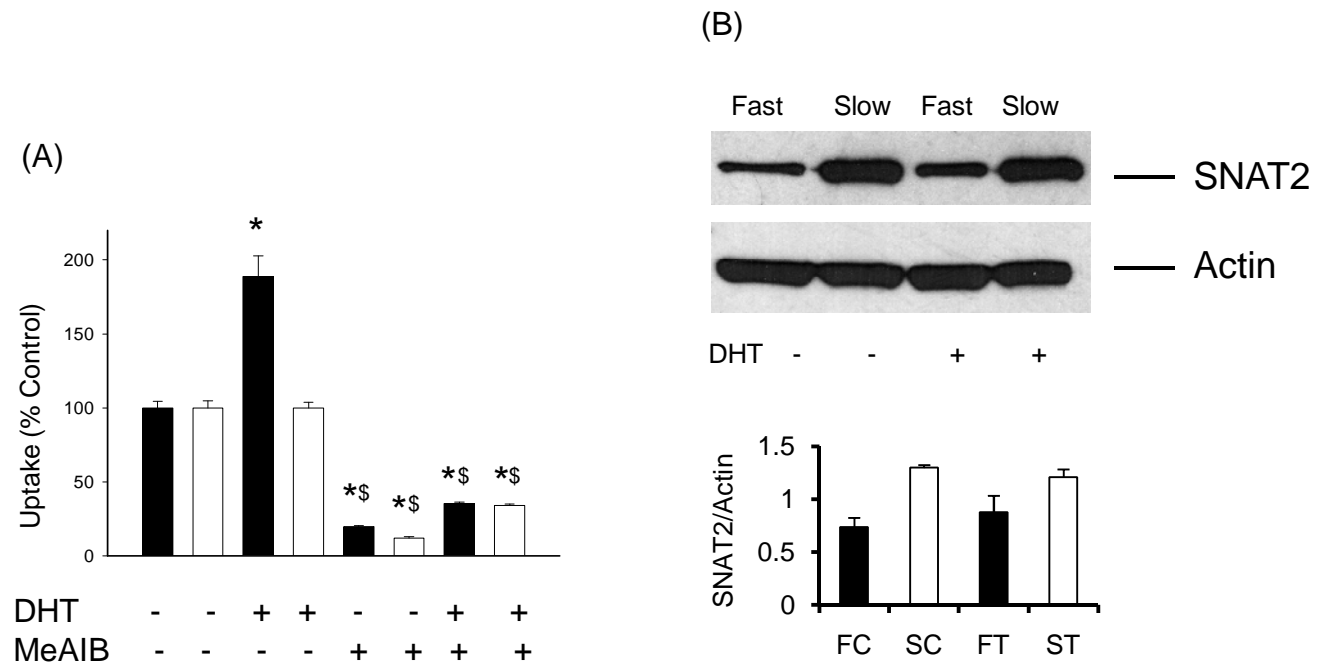 (A)
Uptake (% Control)
200
150
100
50
0
*
*$ *$ *$ *$
DHT - - + + - - + +
MeAIB - - - - + + + +
(B)
Fast Slow Fast Slow
SNAT2
Actin
DHT - - + +
SNAT2/Actin
1.5
1
0.5
0
FC SC FT ST